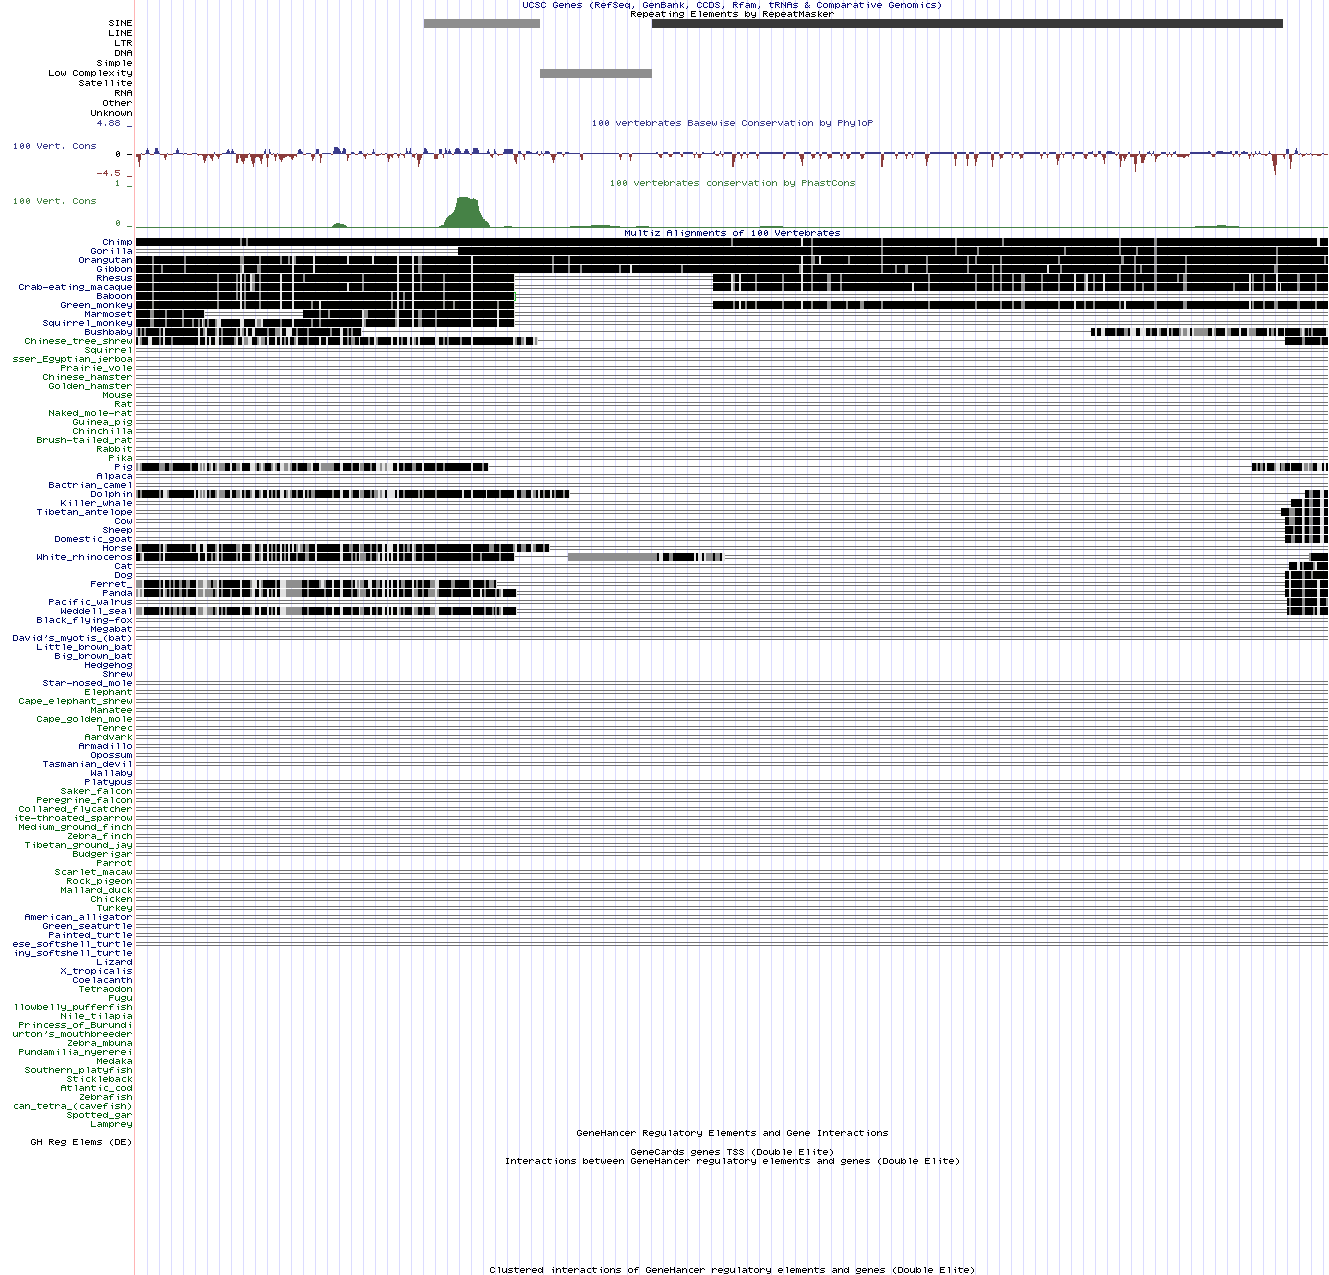 UCSC Genes (RefSeq, GenBank, CCDS, Rfam, tRNAs & Comparative Genomics)
Repeating Elements by RepeatMasker
SINE
LINE
LTR
DNA
Simple
Low Complexity
Satellite
RNA
Other
Unknown
4.88 _
100 vertebrates Basewise Conservation by PhyloP
100 Vert. Cons
0 _
-4.5 _
1 _
100 vertebrates conservation by PhastCons
100 Vert. Cons
0 _
Multiz Alignments of 100 Vertebrates
Chimp
Gorilla
Orangutan
Gibbon
Rhesus
Crab-eating_macaque
Baboon
Green_monkey
Marmoset
Squirrel_monkey
Bushbaby
Chinese_tree_shrew
Squirrel
sser_Egyptian_jerboa
Prairie_vole
Chinese_hamster
Golden_hamster
Mouse
Rat
Naked_mole-rat
Guinea_pig
Chinchilla
Brush-tailed_rat
Rabbit
Pika
Pig
Alpaca
Bactrian_camel
Dolphin
Killer_whale
Tibetan_antelope
Cow
Sheep
Domestic_goat
Horse
White_rhinoceros
Cat
Dog
Ferret_
Panda
Pacific_walrus
Weddell_seal
Black_flying-fox
Megabat
David's_myotis_(bat)
Little_brown_bat
Big_brown_bat
Hedgehog
Shrew
Star-nosed_mole
Elephant
Cape_elephant_shrew
Manatee
Cape_golden_mole
Tenrec
Aardvark
Armadillo
Opossum
Tasmanian_devil
Wallaby
Platypus
Saker_falcon
Peregrine_falcon
Collared_flycatcher
ite-throated_sparrow
Medium_ground_finch
Zebra_finch
Tibetan_ground_jay
Budgerigar
Parrot
Scarlet_macaw
Rock_pigeon
Mallard_duck
Chicken
Turkey
American_alligator
Green_seaturtle
Painted_turtle
ese_softshell_turtle
iny_softshell_turtle
Lizard
X_tropicalis
Coelacanth
Tetraodon
Fugu
llowbelly_pufferfish
Nile_tilapia
Princess_of_Burundi
urton's_mouthbreeder
Zebra_mbuna
Pundamilia_nyererei
Medaka
Southern_platyfish
Stickleback
Atlantic_cod
Zebrafish
can_tetra_(cavefish)
Spotted_gar
Lamprey
GeneHancer Regulatory Elements and Gene Interactions
GH Reg Elems (DE)
GeneCards genes TSS (Double Elite)
Interactions between GeneHancer regulatory elements and genes (Double Elite)
Clustered interactions of GeneHancer regulatory elements and genes (Double Elite)